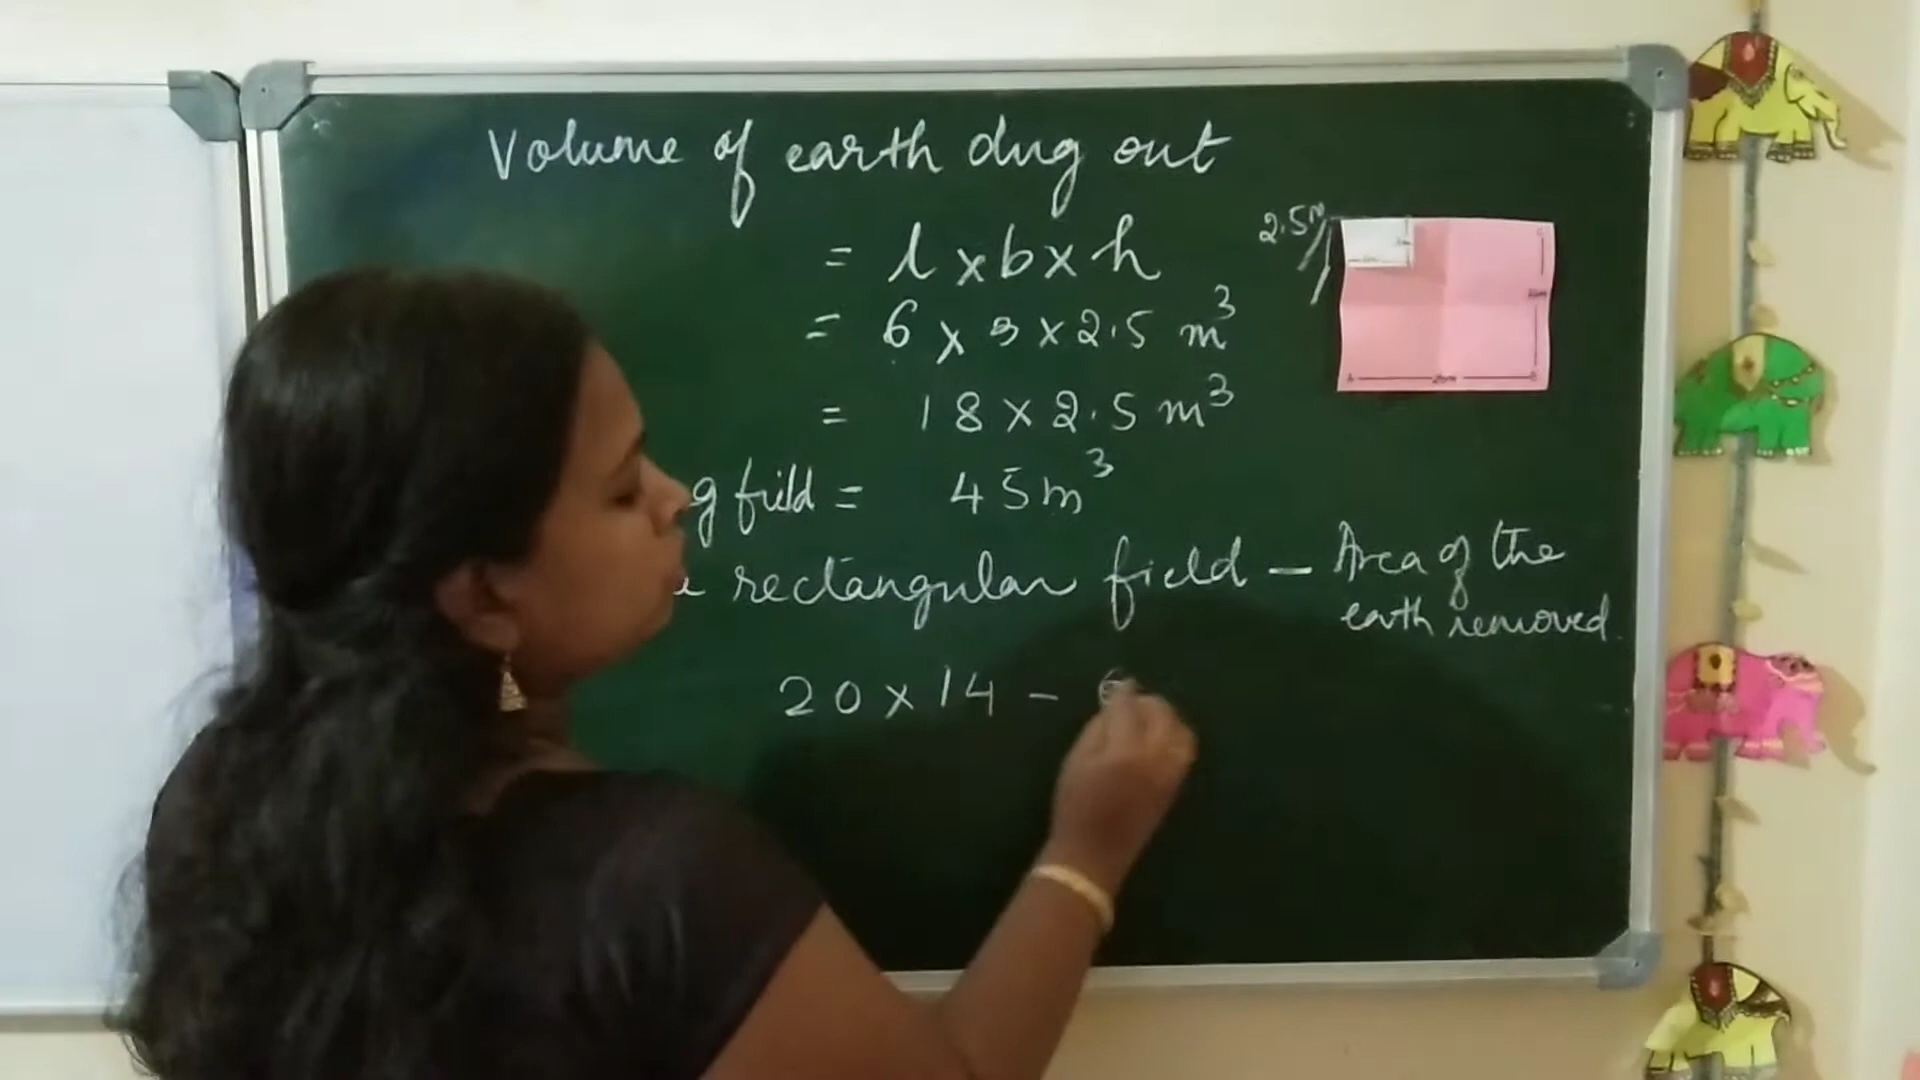 Volume of earth dug out
= l × b × h
2.5m
= 6 × 3 × 2.5 m³
= 18 × 2.5 m³
g field = 45 m³
rectangular field — Area of the
earth removed.
20 × 14 − 6